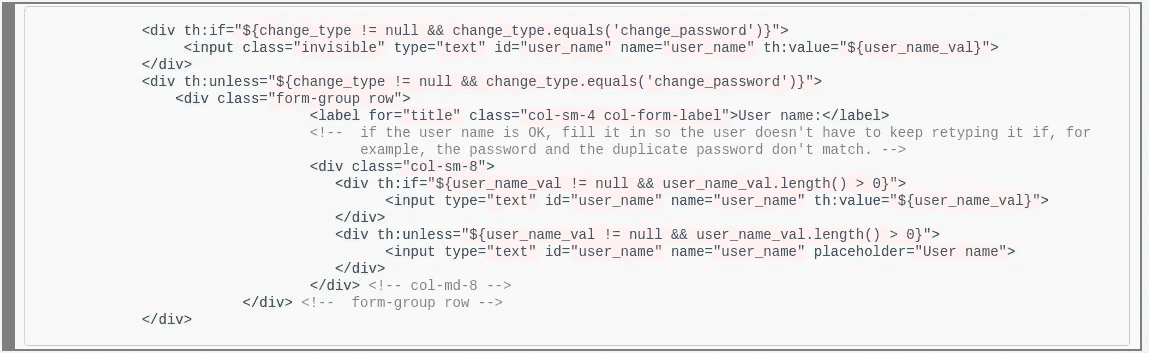 <div th:if="${change_type != null && change_type.equals('change_password')}">
<input class="invisible" type="text" id="user_name" name="user_name" th:value="${user_name_val}">
</div>
<div th:unless="${change_type != null && change_type.equals('change_password')}">
<div class="form-group row">
<label for="title" class="col-sm-4 col-form-label">User name:</label>
<!--  if the user name is OK, fill it in so the user doesn't have to keep retyping it if, for
example, the password and the duplicate password don't match. -->
<div class="col-sm-8">
<div th:if="${user_name_val != null && user_name_val.length() > 0}">
<input type="text" id="user_name" name="user_name" th:value="${user_name_val}">
</div>
<div th:unless="${user_name_val != null && user_name_val.length() > 0}">
<input type="text" id="user_name" name="user_name" placeholder="User name">
</div>
</div> <!-- col-md-8 -->
</div> <!--  form-group row -->
</div>